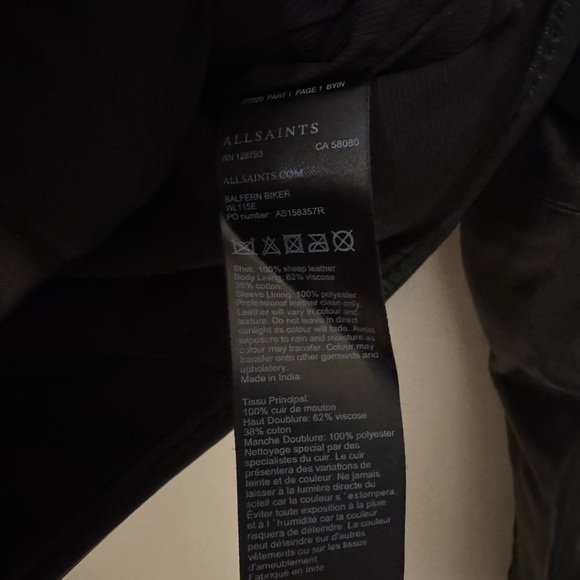 PART 1 PAGE 1 BYIN
ALLSAINTS
RN 128793 CA 58080
ALLSAINTS.COM
BALFERN BIKER
WL115E
PO number: AS158357R
Shell: 100% sheep leather
Body Lining: 62% viscose
38% cotton
Sleeve Lining: 100% polyester
Professional leather clean only.
Leather will vary in colour and
texture. Do not leave in direct
sunlight as colour will fade. Avoid
exposure to rain and moisture as
colour may transfer. Colour may
transfer onto other garments and
upholstery.
Made in India
Tissu Principal:
100% cuir de mouton
Haut Doublure: 62% viscose
38% coton
Manche Doublure: 100% polyester
Nettoyage special par des
specialistes du cuir. Le cuir
présentera des variations de
teinte et de couleur. Ne jamais
laisser à la lumière directe du
soleil car la couleur s 'estompera.
Éviter toute exposition à la pluie
et à l 'humidité car la couleur
risquera de déteindre. La couleur
peut déteindre sur d'autres
vêtements ou sur les tissus
d'ameublement.
Fabriqué en Inde